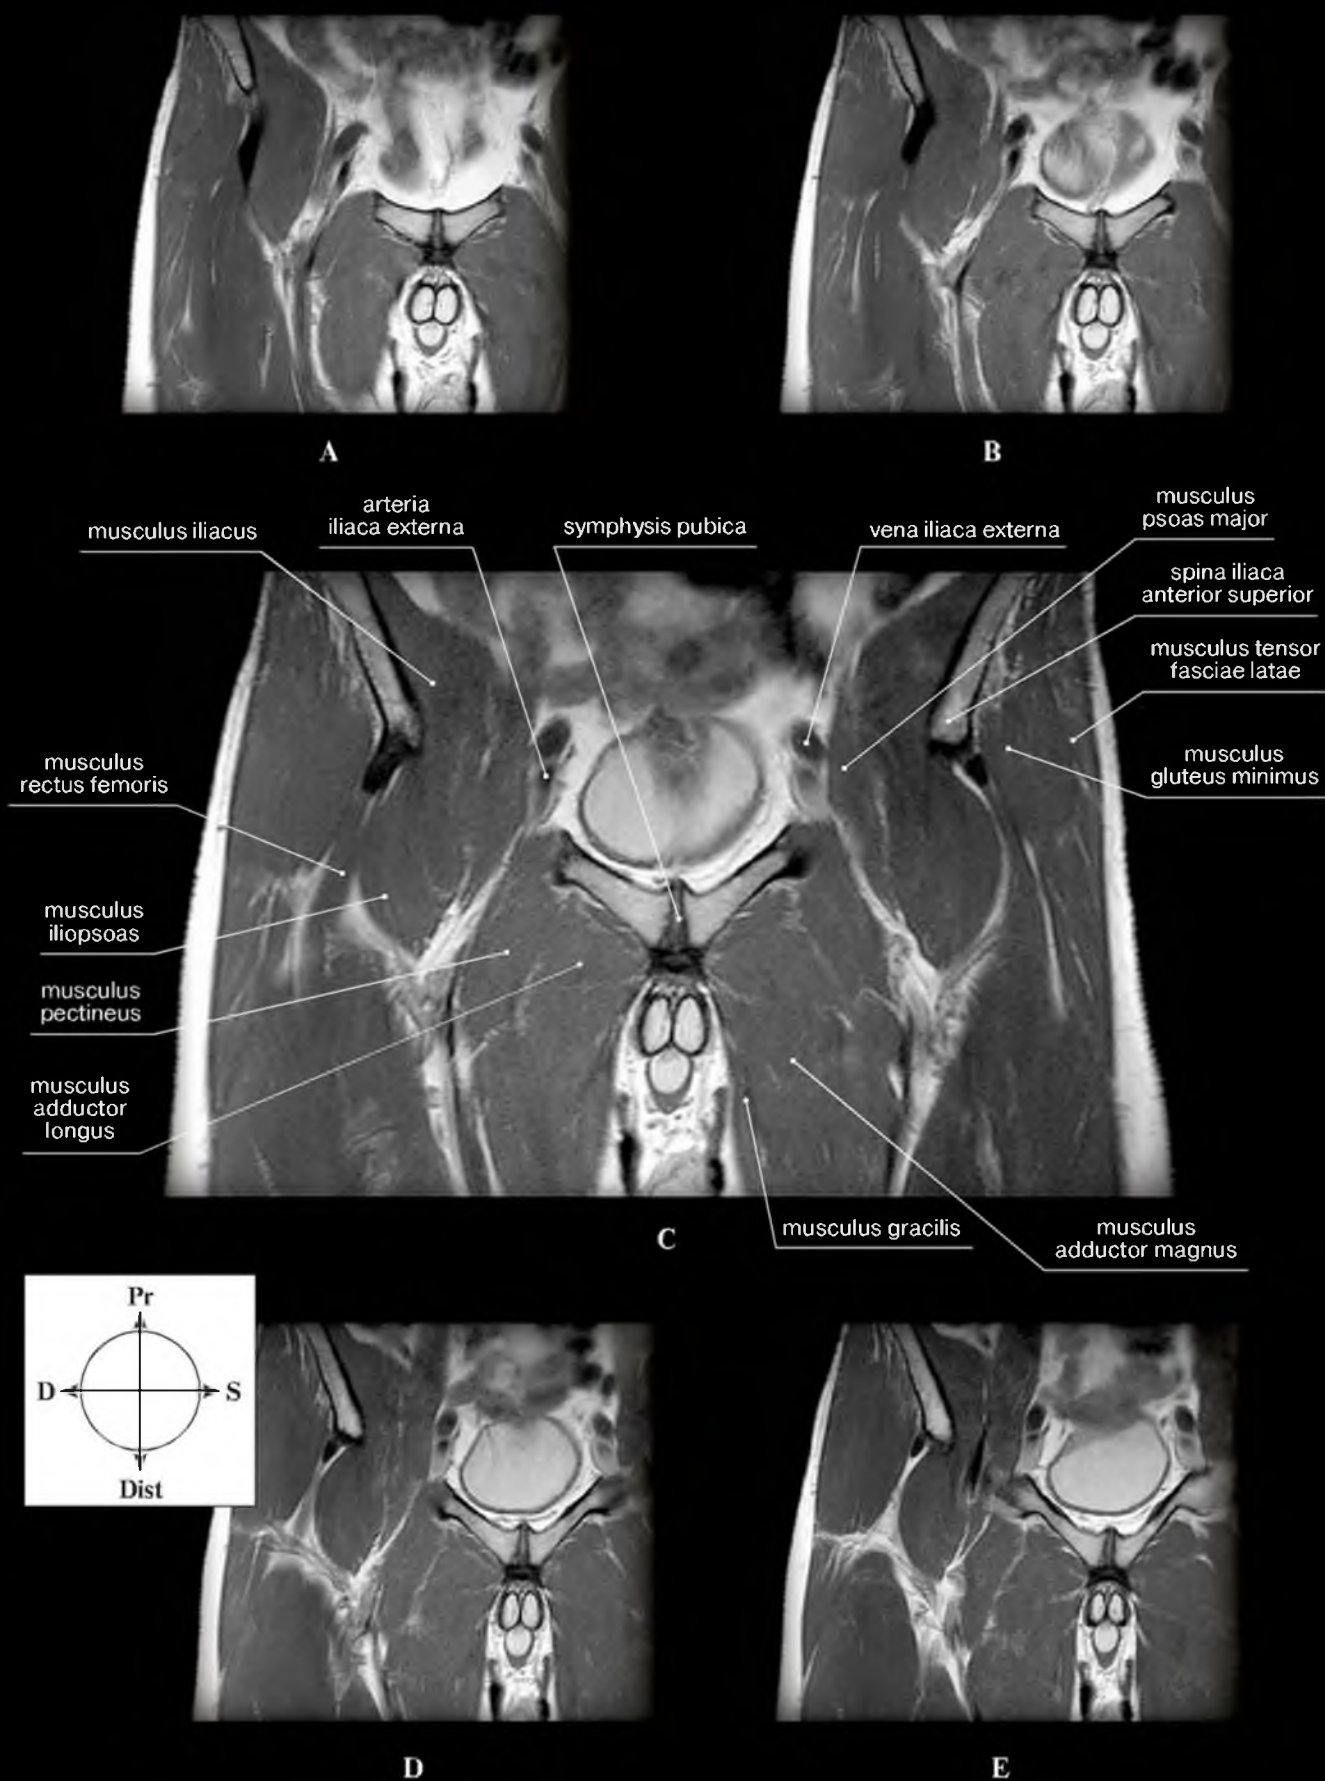 A
B
musculus iliacus
arteria
iliaca externa
symphysis pubica
vena iliaca externa
musculus
psoas major
spina iliaca
anterior superior
musculus tensor
fasciae latae
musculus
gluteus minimus
musculus
rectus femoris
musculus
iliopsoas
musculus
pectineus
musculus
adductor
longus
C
musculus gracilis
musculus
adductor magnus
Pr
D
S
Dist
D
E